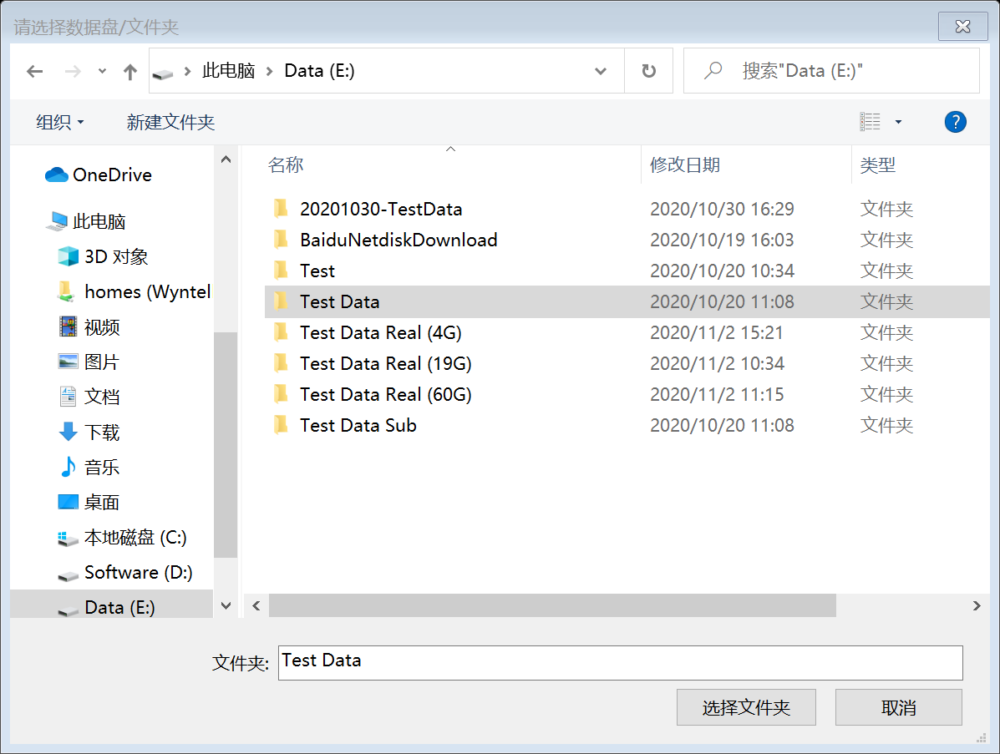 请选择数据盘/文件夹
此电脑 Data (E:) 搜索"Data (E:)"
组织 新建文件夹 ?
OneDrive
此电脑
3D 对象
homes (Wyntel
视频
图片
文档
下载
音乐
桌面
本地磁盘 (C:)
Software (D:)
Data (E:)
名称 修改日期 类型
20201030-TestData 2020/10/30 16:29 文件夹
BaiduNetdiskDownload 2020/10/19 16:03 文件夹
Test 2020/10/20 10:34 文件夹
Test Data 2020/10/20 11:08 文件夹
Test Data Real (4G) 2020/11/2 15:21 文件夹
Test Data Real (19G) 2020/11/2 10:34 文件夹
Test Data Real (60G) 2020/11/2 11:15 文件夹
Test Data Sub 2020/10/20 11:08 文件夹
文件夹: Test Data
选择文件夹 取消